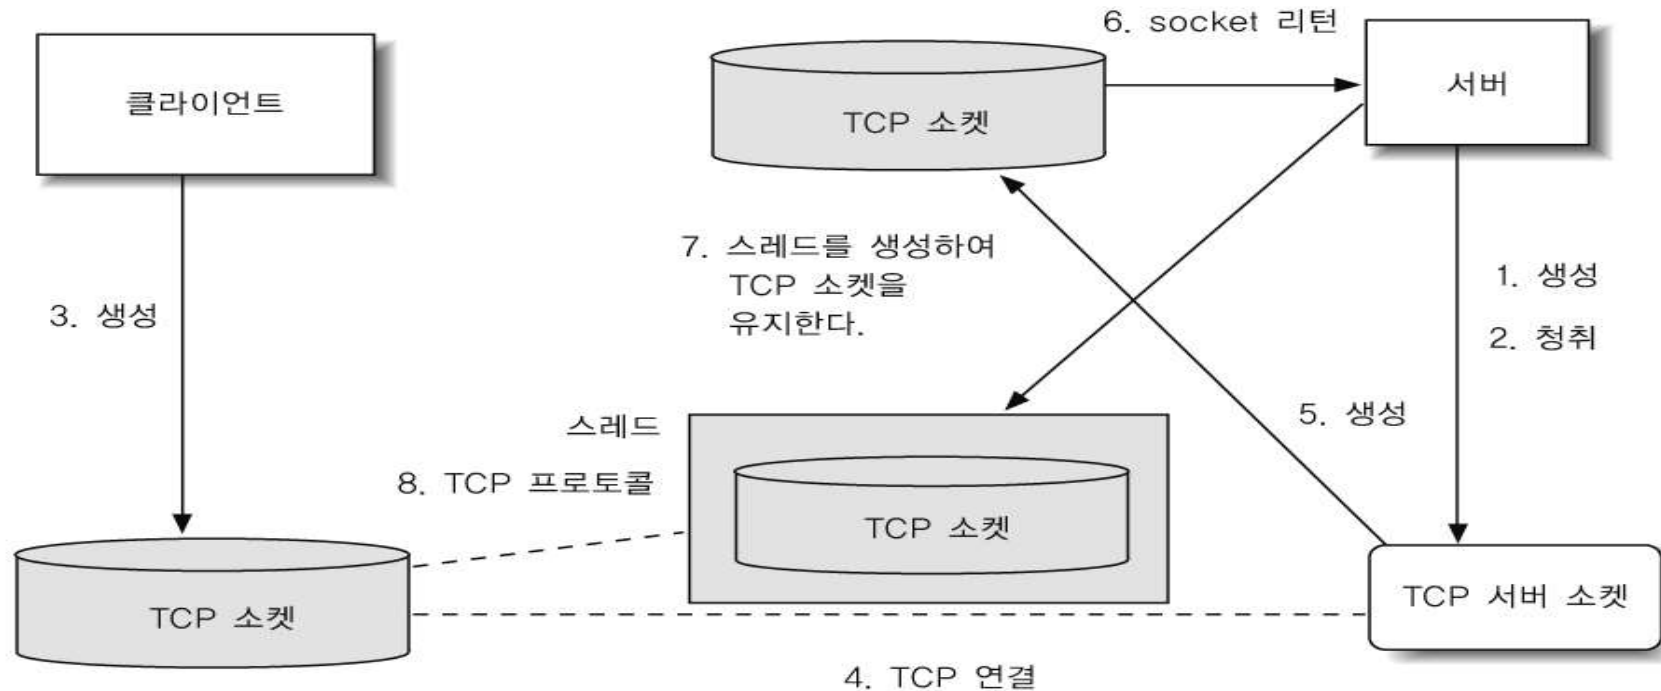 6. socket 리턴
클라이언트
서버
TCP 소켓
7. 스레드를 생성하여
TCP 소켓을
유지한다.
1. 생성
3. 생성
2. 청취
5. 생성
스레드
8. TCP 프로토콜
TCP 소켓
TCP 서버 소켓
TCP 소켓
4. TCP 연결